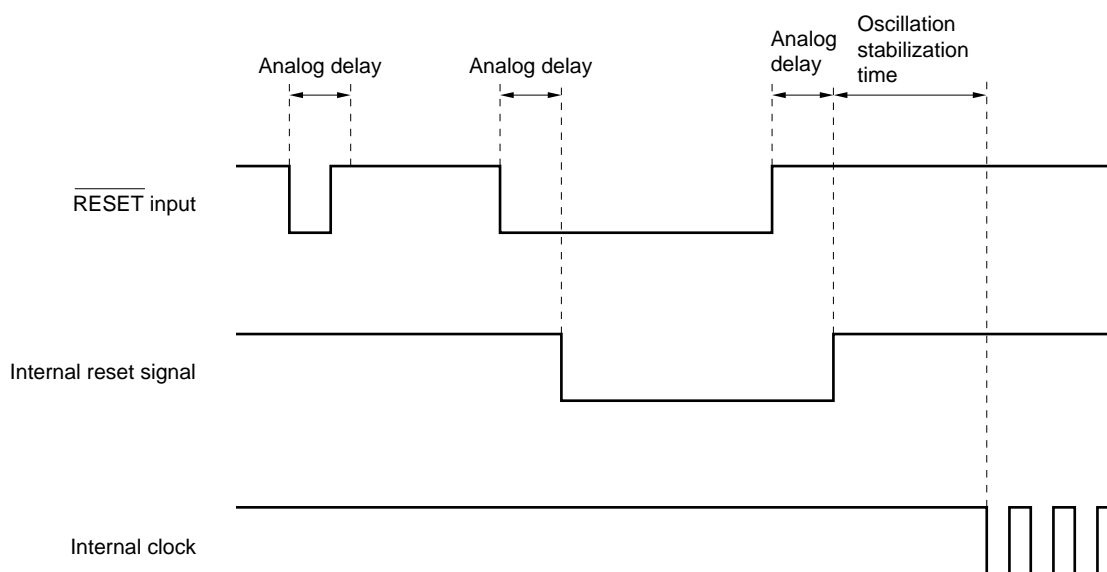 Oscillation
stabilization
time
Analog
delay
Analog delay
Analog delay
RESET input
Internal reset signal
Internal clock